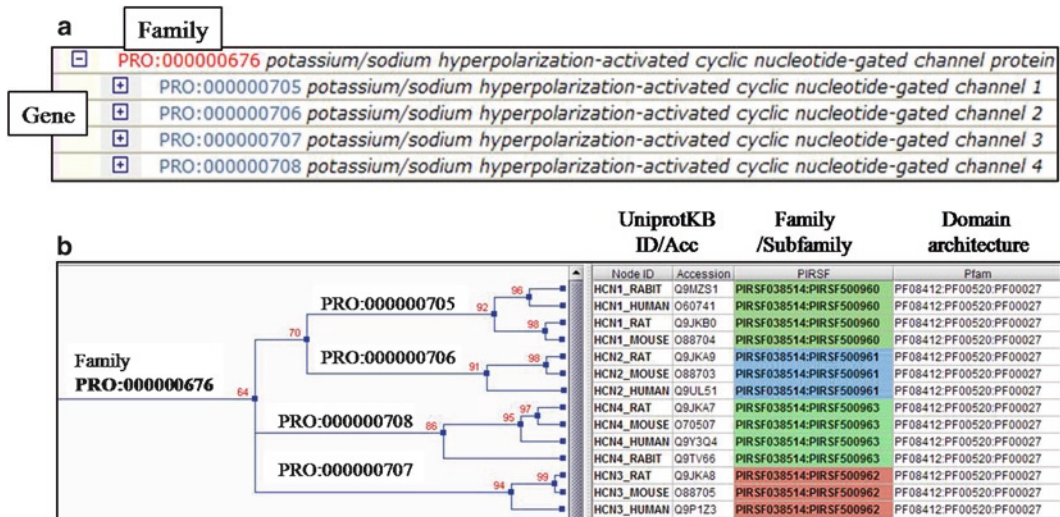 a
Family
PRO:000000676 potassium/sodium hyperpolarization-activated cyclic nucleotide-gated channel protein
Gene
PRO:000000705 potassium/sodium hyperpolarization-activated cyclic nucleotide-gated channel 1
PRO:000000706 potassium/sodium hyperpolarization-activated cyclic nucleotide-gated channel 2
PRO:000000707 potassium/sodium hyperpolarization-activated cyclic nucleotide-gated channel 3
PRO:000000708 potassium/sodium hyperpolarization-activated cyclic nucleotide-gated channel 4
b
UniprotKB ID/Acc
Family /Subfamily
Domain architecture
Node ID Accession PIRSF Pfam
HCN1_RABIT Q9MZS1 PIRSF038514:PIRSF500960 PF08412:PF00520:PF00027
HCN1_HUMAN O60741 PIRSF038514:PIRSF500960 PF08412:PF00520:PF00027
HCN1_RAT Q9JKB0 PIRSF038514:PIRSF500960 PF08412:PF00520:PF00027
HCN1_MOUSE O88704 PIRSF038514:PIRSF500960 PF08412:PF00520:PF00027
HCN2_RAT Q9JKA9 PIRSF038514:PIRSF500961 PF08412:PF00520:PF00027
HCN2_MOUSE O88703 PIRSF038514:PIRSF500961 PF08412:PF00520:PF00027
HCN2_HUMAN Q9UL51 PIRSF038514:PIRSF500961 PF08412:PF00520:PF00027
HCN4_RAT Q9JKA7 PIRSF038514:PIRSF500963 PF08412:PF00520:PF00027
HCN4_MOUSE O70507 PIRSF038514:PIRSF500963 PF08412:PF00520:PF00027
HCN4_HUMAN Q9Y3Q4 PIRSF038514:PIRSF500963 PF08412:PF00520:PF00027
HCN4_RABIT Q9TV66 PIRSF038514:PIRSF500963 PF08412:PF00520:PF00027
HCN3_RAT Q9JKA8 PIRSF038514:PIRSF500962 PF08412:PF00520:PF00027
HCN3_MOUSE O88705 PIRSF038514:PIRSF500962 PF08412:PF00520:PF00027
HCN3_HUMAN Q9P1Z3 PIRSF038514:PIRSF500962 PF08412:PF00520:PF00027
PRO:000000705
96
92
98
70
PRO:000000706
98
91
Family
PRO:000000676
64
PRO:000000708
97
95
86
PRO:000000707
99
94